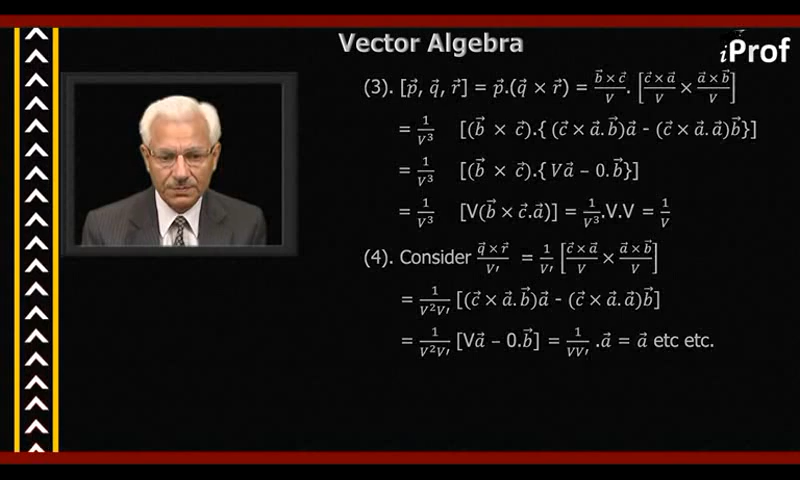 Vector Algebra
iProf
(3). [p⃗, q⃗, r⃗] = p⃗.(q⃗ × r⃗) = (b⃗ × c⃗)/V . [(c⃗ × a⃗)/V × (a⃗ × b⃗)/V]
= 1/V³ [(b⃗ × c⃗).{ (c⃗ × a⃗.b⃗)a⃗ - (c⃗ × a⃗.a⃗)b⃗}]
= 1/V³ [(b⃗ × c⃗).{ Va⃗ – 0.b⃗}]
= 1/V³ [V(b⃗ × c⃗.a⃗)] = 1/V³ .V.V = 1/V
(4). Consider (q⃗ × r⃗)/V′ = 1/V′ [(c⃗ × a⃗)/V × (a⃗ × b⃗)/V]
= 1/V²V′ [(c⃗ × a⃗.b⃗)a⃗ - (c⃗ × a⃗.a⃗)b⃗]
= 1/V²V′ [Va⃗ – 0.b⃗] = 1/VV′ .a⃗ = a⃗ etc etc.